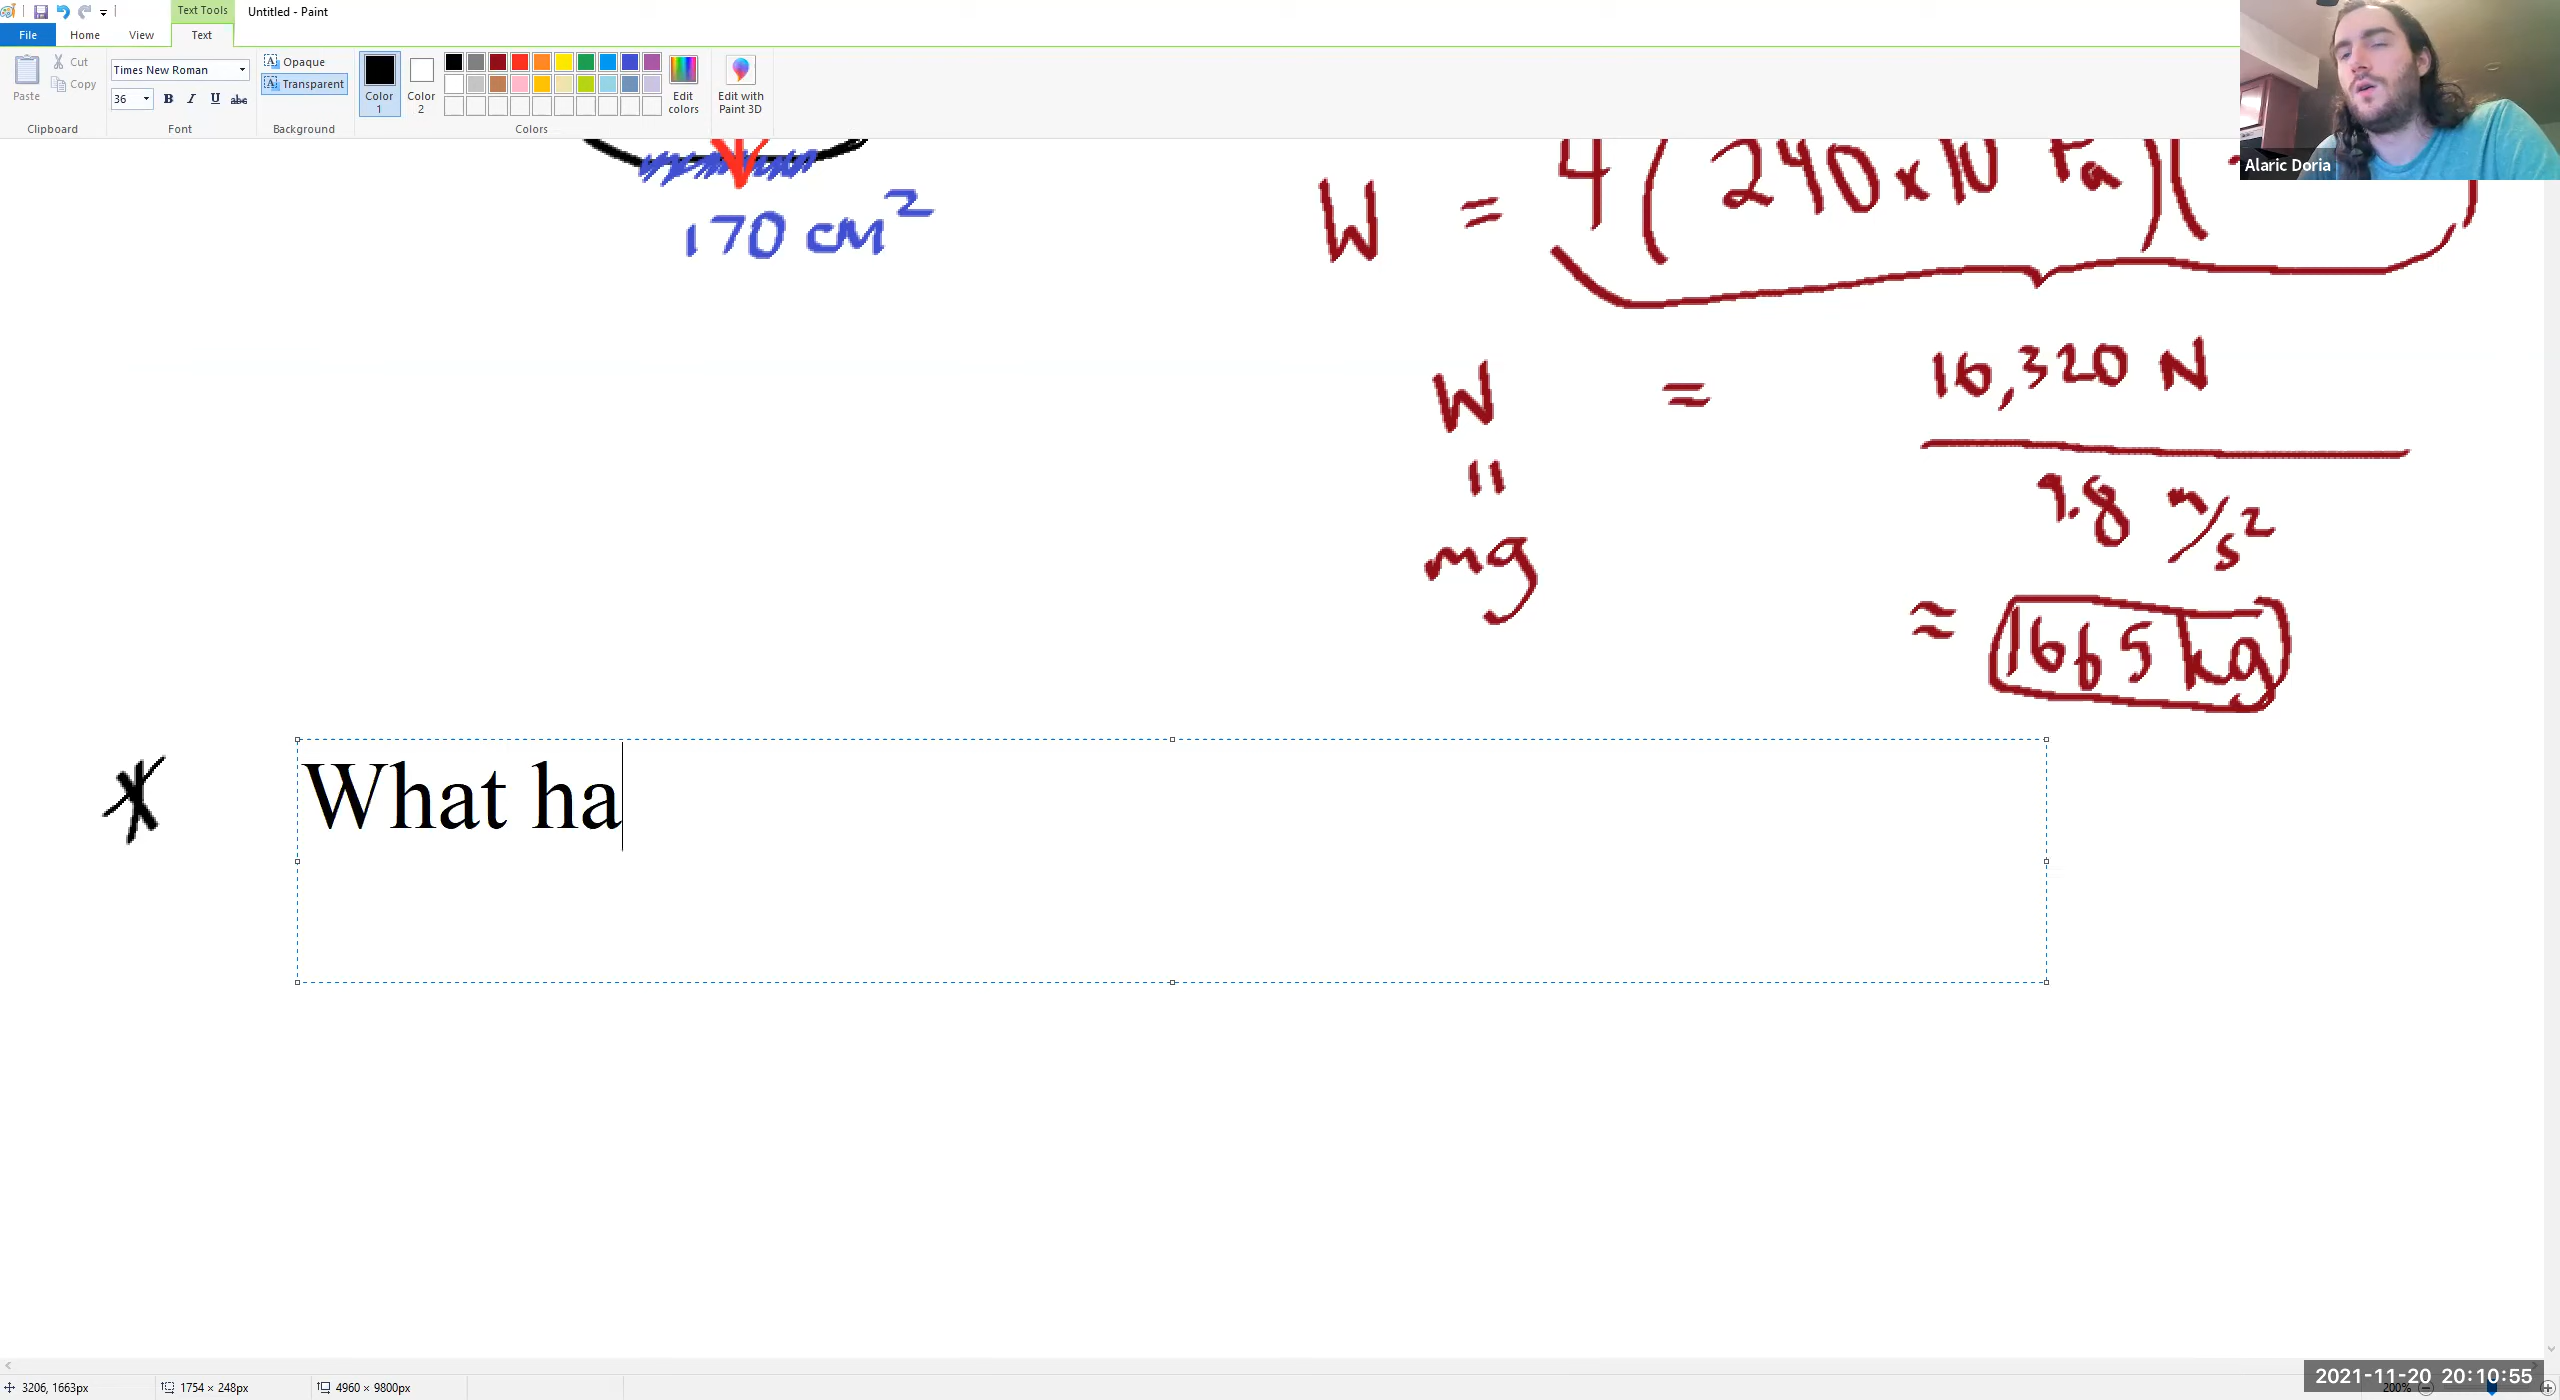 Text Tools
Untitled - Paint
File
Home
View
Text
Paste
Cut
Copy
Clipboard
Times New Roman
36
B
I
U
abc
Font
Opaque
Transparent
Background
Color
1
Color
2
Colors
Edit
colors
Edit with
Paint 3D
Alaric Doria
170 cm²
W = 4(240x10 Pa)(
W = 16,320 N
9.8 m/s²
"
mg
≈ 1665 kg
What ha
3206, 1663px
1754 × 248px
4960 × 9800px
200%
2021-11-20 20:10:55